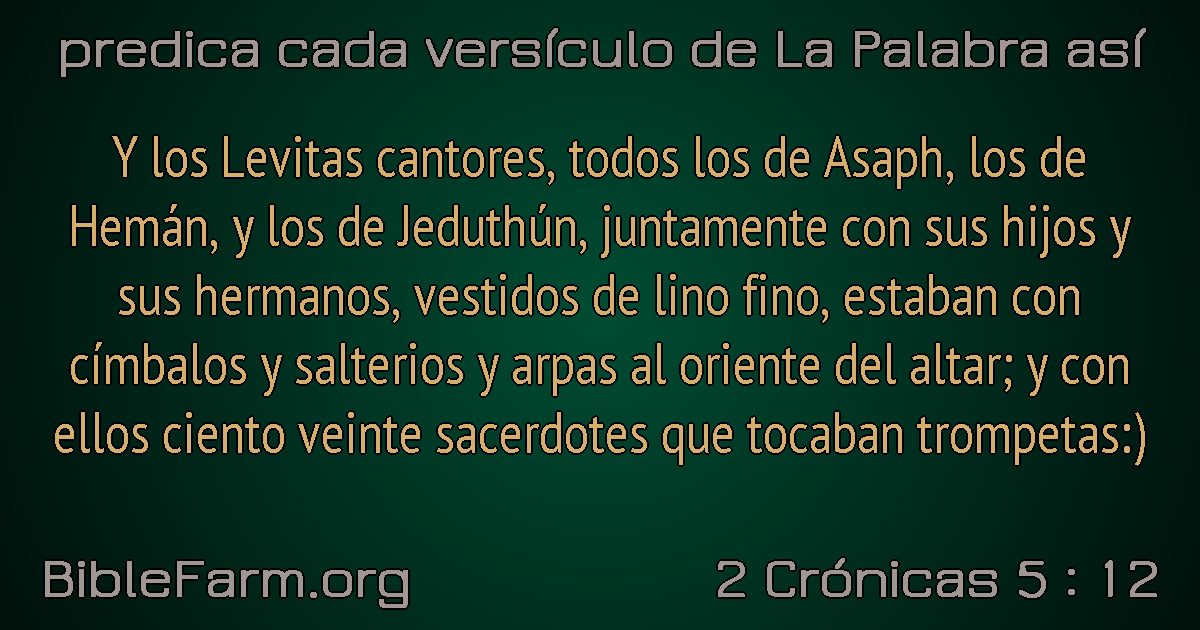 predica cada versículo de La Palabra así
Y los Levitas cantores, todos los de Asaph, los de
Hemán, y los de Jeduthún, juntamente con sus hijos y
sus hermanos, vestidos de lino fino, estaban con
címbalos y salterios y arpas al oriente del altar; y con
ellos ciento veinte sacerdotes que tocaban trompetas:)
BibleFarm.org
2 Crónicas 5 : 12